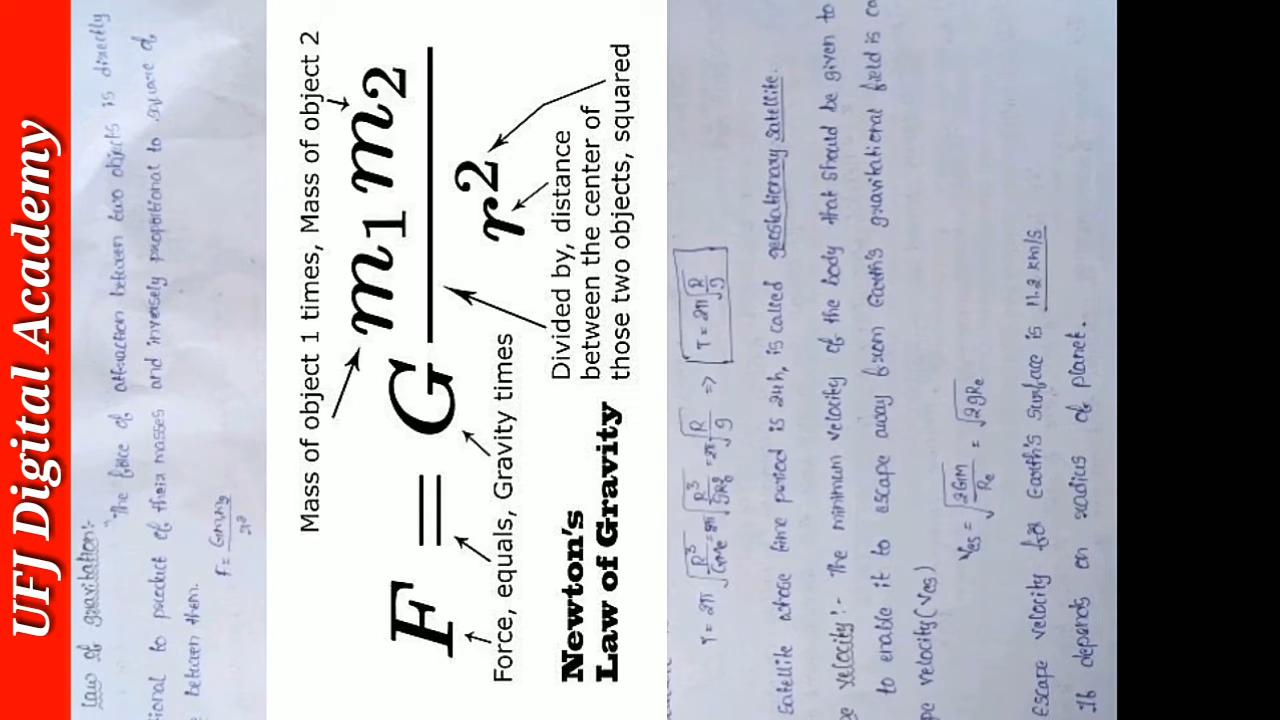 UFJ Digital Academy
Law of gravitation:-
"The force of attraction between two objects is directly
tional to product of their masses and inversely propotional to square of
between them.
F = Gm₁m₂/r²
Mass of object 1 times, Mass of object 2
F = G m₁m₂/r²
Force, equals, Gravity times
Divided by, distance
between the center of
those two objects, squared
Newton's
Law of Gravity
T = 2π√(R³/GMe) = 2π√(R³/gR²) = 2π√(R/g) => T = 2π√(R/g)
Satellite whose time period is 24h, is called geostationary satellite.
velocity :- The minimum velocity of the body that should be given to
to enable it to escape away from Earth's gravitational field is ca
pe velocity (Ves)
Ves = √(2GM/Re) = √2gRe
Escape velocity for Earth's surface is 11.2 km/s
It depends on radius of planet.